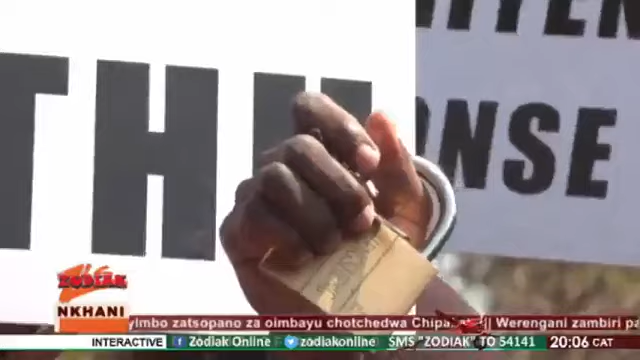 THU
ONSE
ZODIAK
NKHANI
yimbo zatsopano za oimbayu chotchedwa Chipa || Werengani zambiri pa
INTERACTIVE Zodiak Online zodiakonline SMS "ZODIAK" TO 54141 20:06 CAT